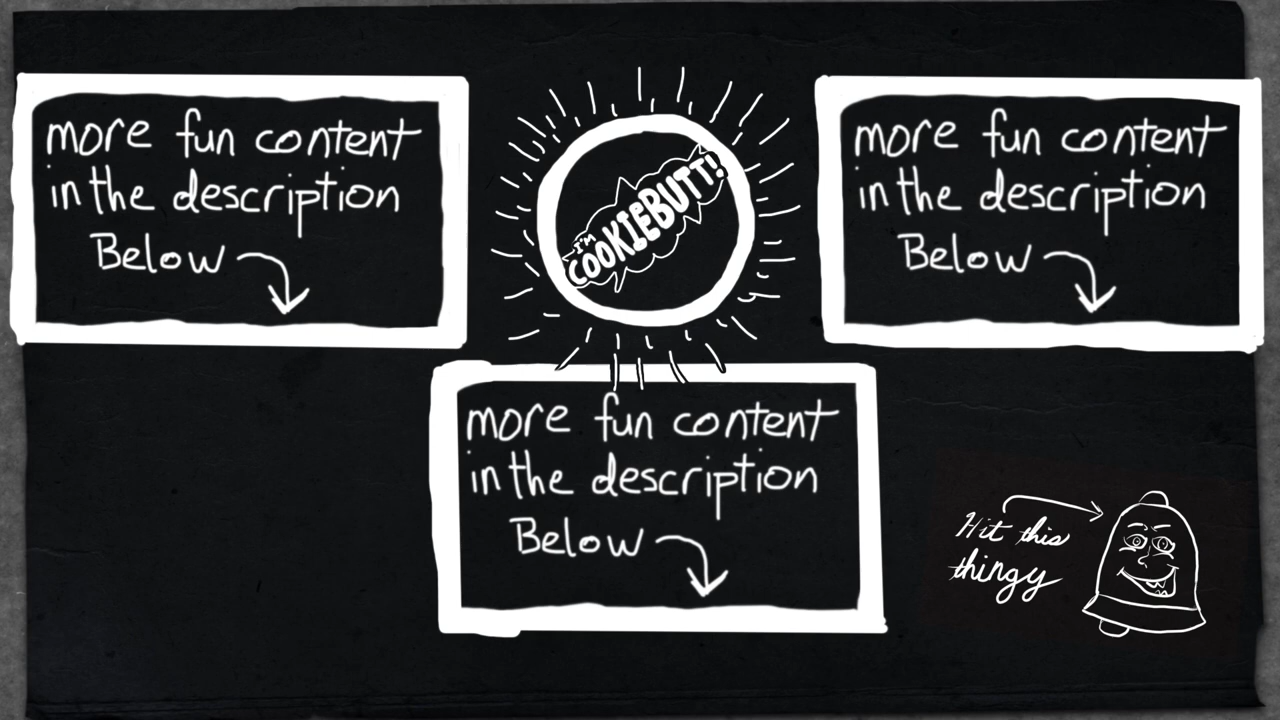 more fun content
in the description
Below
I'M
COOKIEBUTT!
more fun content
in the description
Below
more fun content
in the description
Below
Hit this
thingy